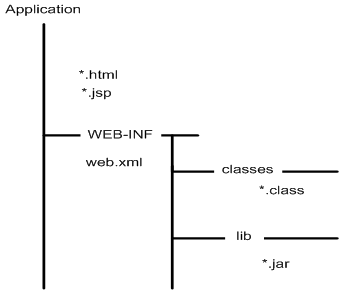 Application
*.html
*.jsp
WEB-INF
web.xml
classes
*.class
lib
*.jar